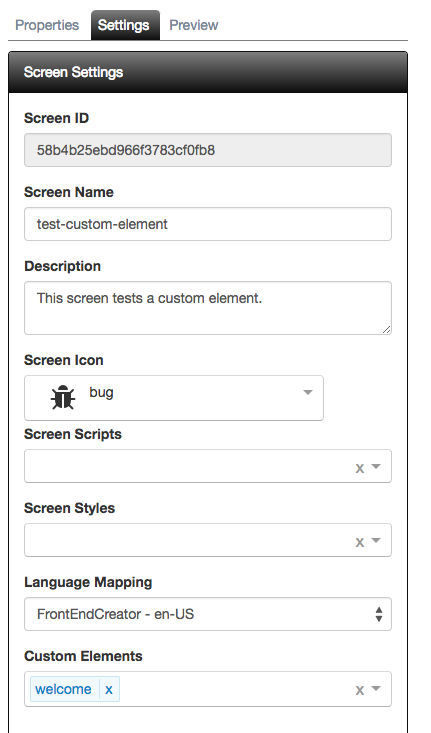 Properties Settings Preview
Screen Settings
Screen ID
58b4b25ebd966f3783cf0fb8
Screen Name
test-custom-element
Description
This screen tests a custom element.
Screen Icon
bug
Screen Scripts
x
Screen Styles
x
Language Mapping
FrontEndCreator - en-US
Custom Elements
welcome x x